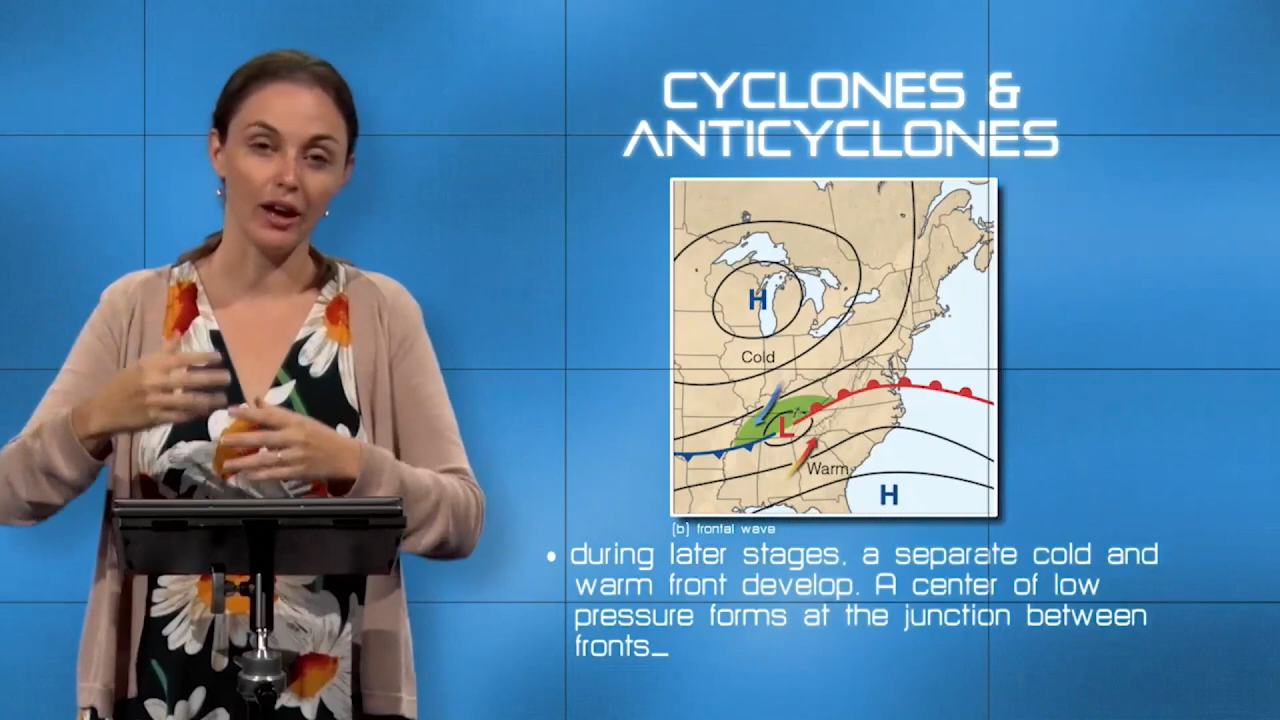 CYCLONES &
ANTICYCLONES
H
Cold
L
Warm
H
(b) frontal wave
• during later stages, a separate cold and
warm front develop. A center of low
pressure forms at the junction between
fronts_